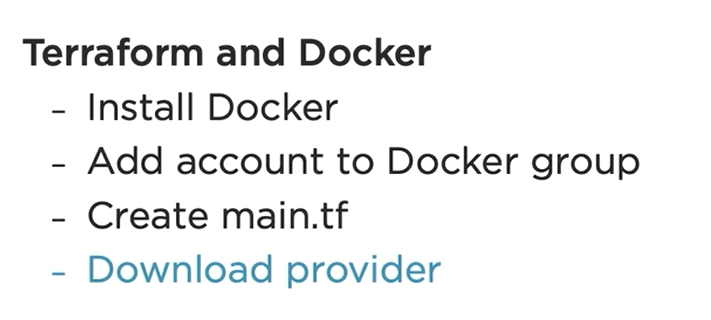 Terraform and Docker
- Install Docker
- Add account to Docker group
- Create main.tf
- Download provider